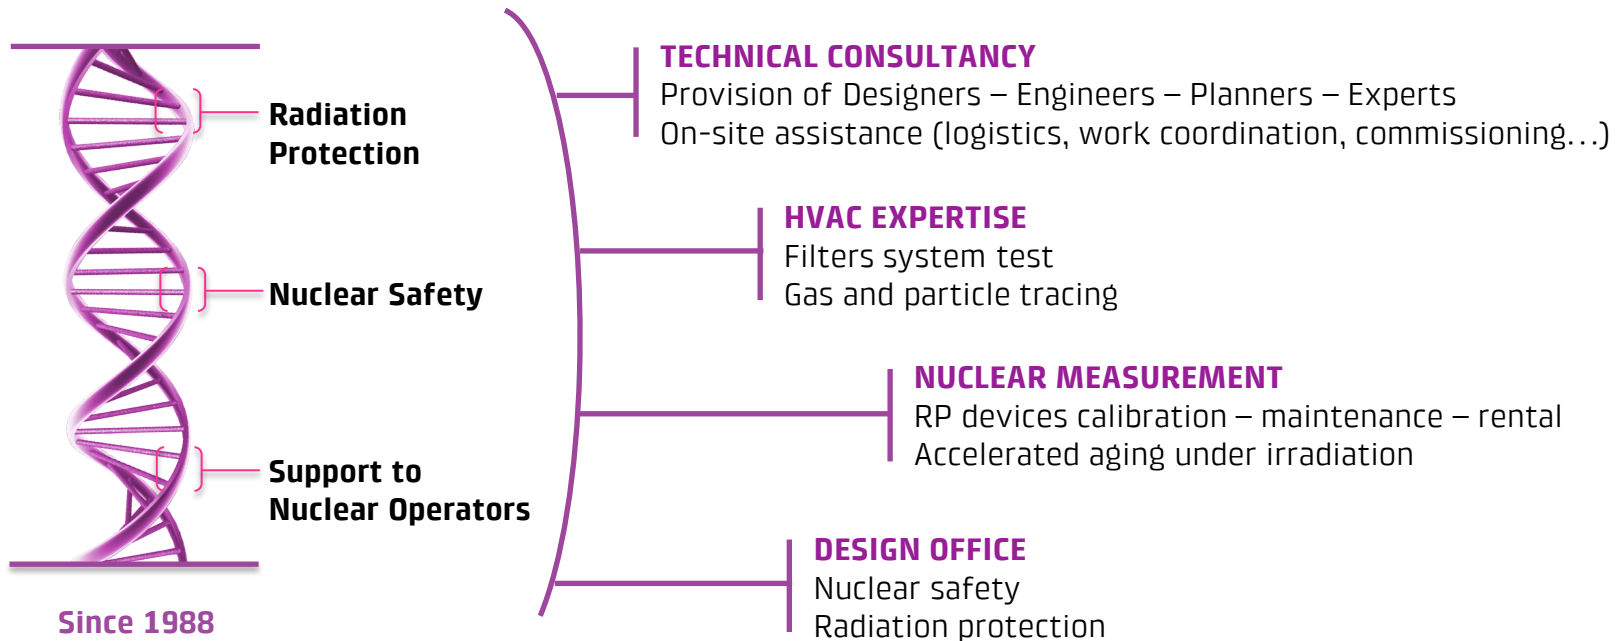 Radiation
Protection
Nuclear Safety
Support to
Nuclear Operators
Since 1988
TECHNICAL CONSULTANCY
Provision of Designers – Engineers – Planners – Experts
On-site assistance (logistics, work coordination, commissioning...)
HVAC EXPERTISE
Filters system test
Gas and particle tracing
NUCLEAR MEASUREMENT
RP devices calibration – maintenance – rental
Accelerated aging under irradiation
DESIGN OFFICE
Nuclear safety
Radiation protection